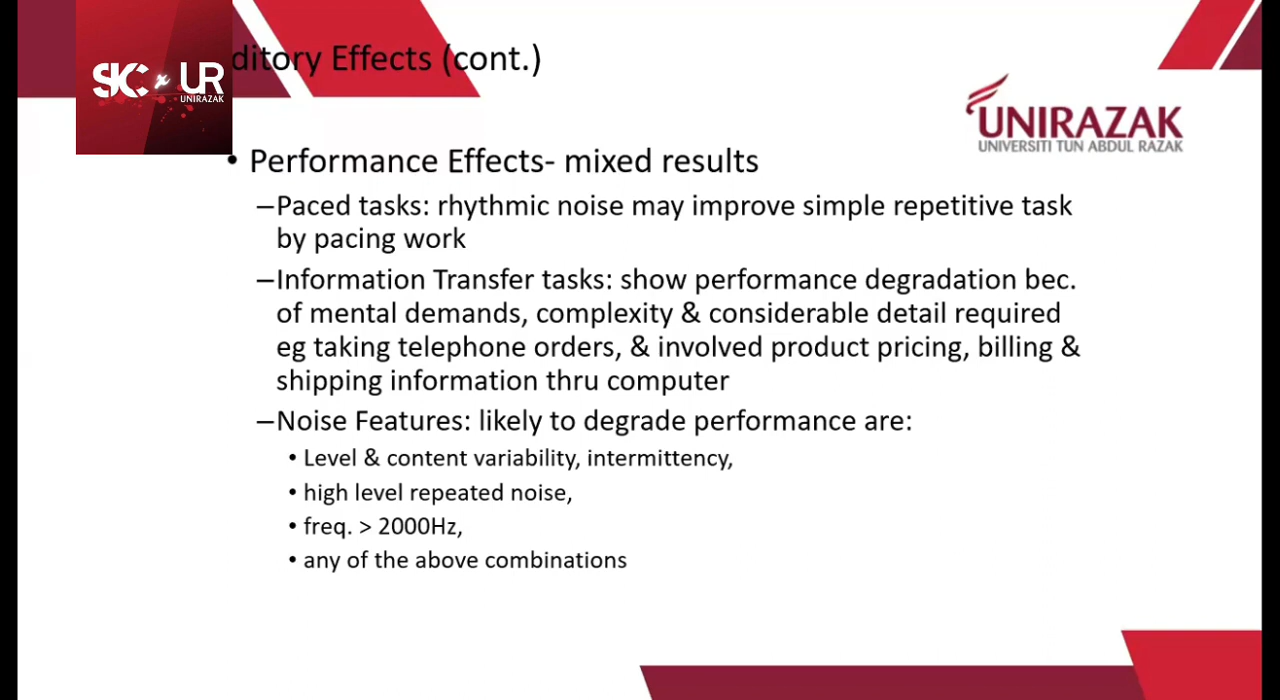 SIC x UR
UNIRAZAK
ditory Effects (cont.)
UNIRAZAK
UNIVERSITI TUN ABDUL RAZAK
• Performance Effects- mixed results
–Paced tasks: rhythmic noise may improve simple repetitive task
by pacing work
–Information Transfer tasks: show performance degradation bec.
of mental demands, complexity & considerable detail required
eg taking telephone orders, & involved product pricing, billing &
shipping information thru computer
–Noise Features: likely to degrade performance are:
• Level & content variability, intermittency,
• high level repeated noise,
• freq. > 2000Hz,
• any of the above combinations